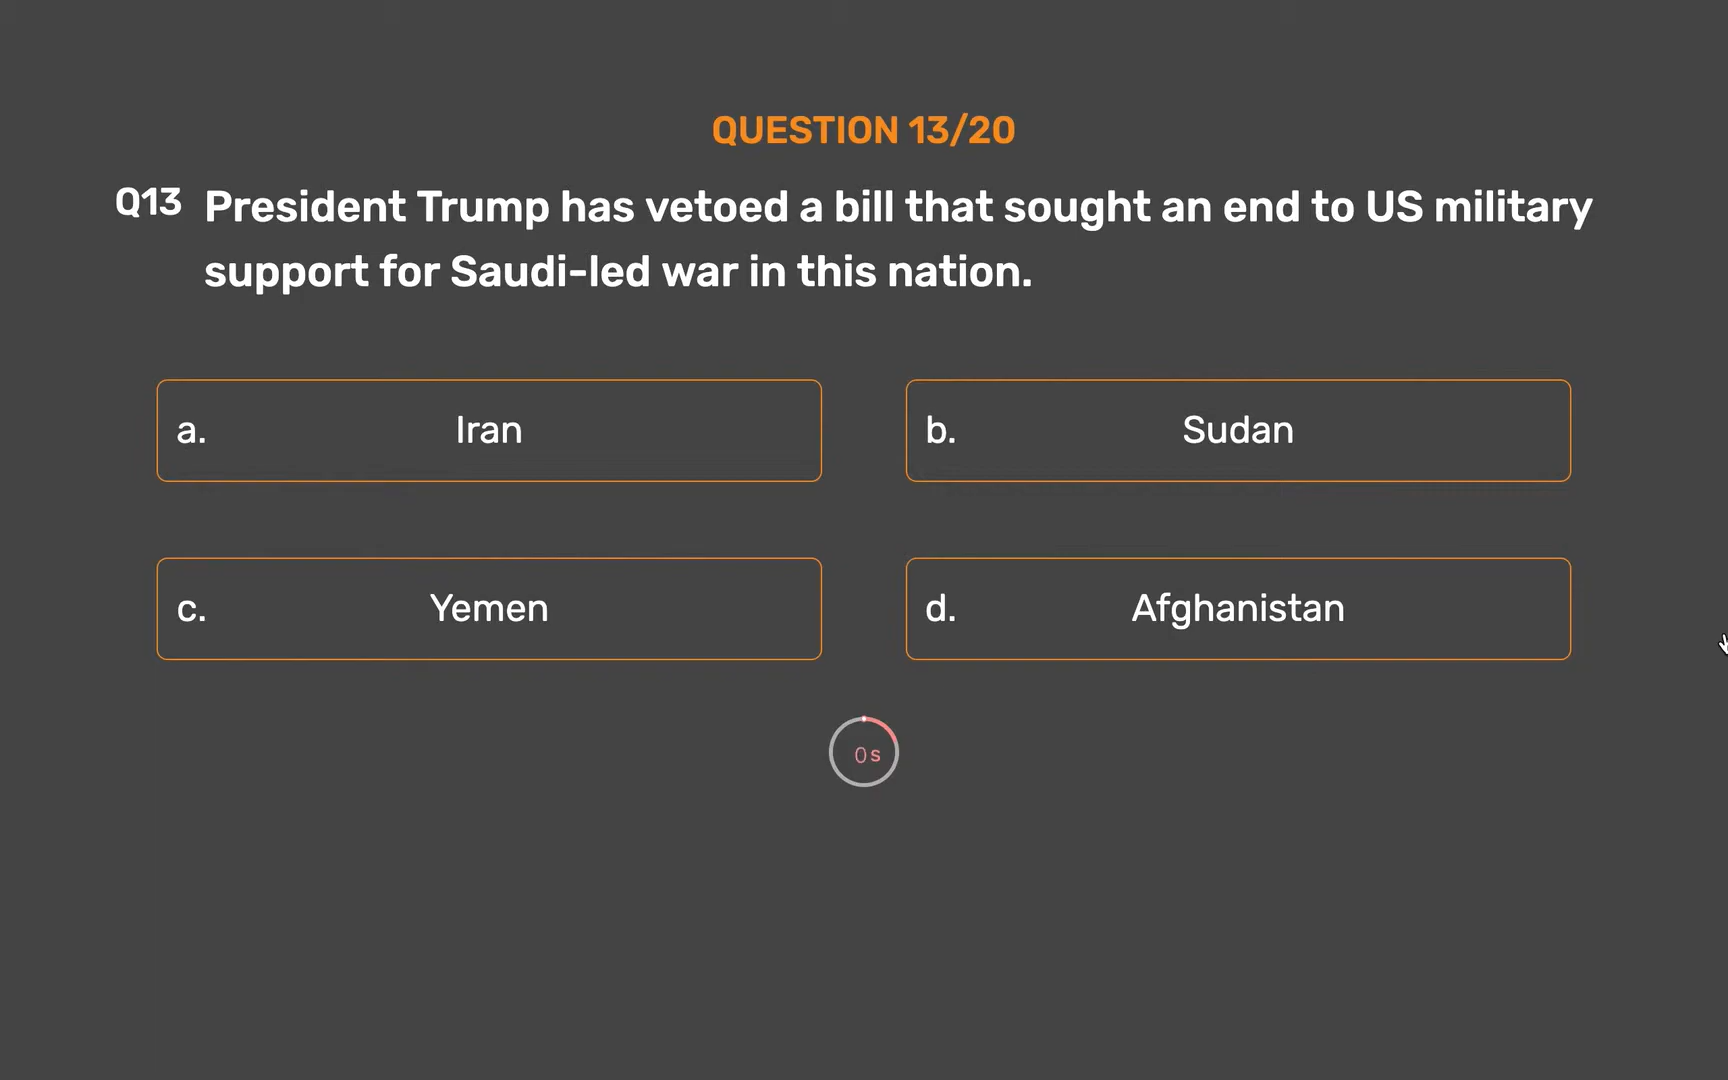 QUESTION 13/20
Q13 President Trump has vetoed a bill that sought an end to US military
support for Saudi-led war in this nation.
a. Iran
b. Sudan
c. Yemen
d. Afghanistan
0s